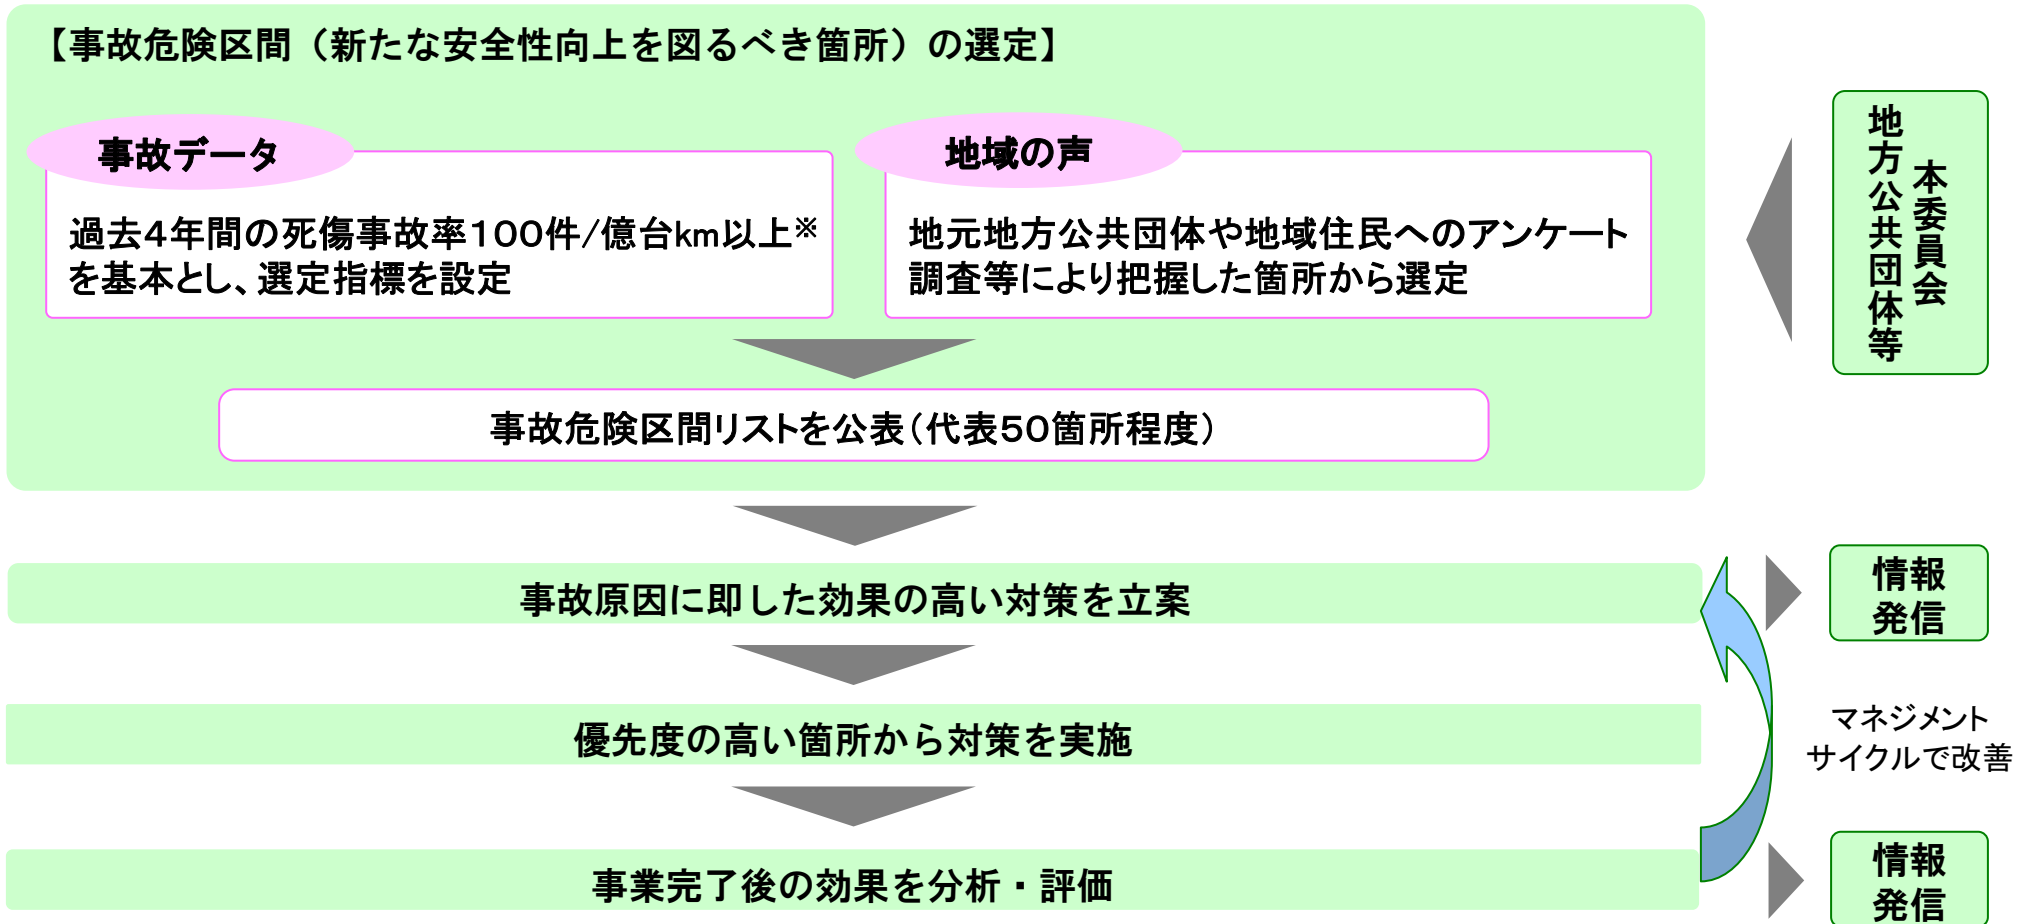 【事故危険区間（新たな安全性向上を図るべき箇所）の選定】
事故データ
過去４年間の死傷事故率１００件/億台km以上※
を基本とし、選定指標を設定
地域の声
地元地方公共団体や地域住民へのアンケート
調査等により把握した箇所から選定
事故危険区間リストを公表（代表５０箇所程度）
本委員会
地方公共団体等
事故原因に即した効果の高い対策を立案
情報
発信
優先度の高い箇所から対策を実施
マネジメント
サイクルで改善
事業完了後の効果を分析・評価
情報
発信